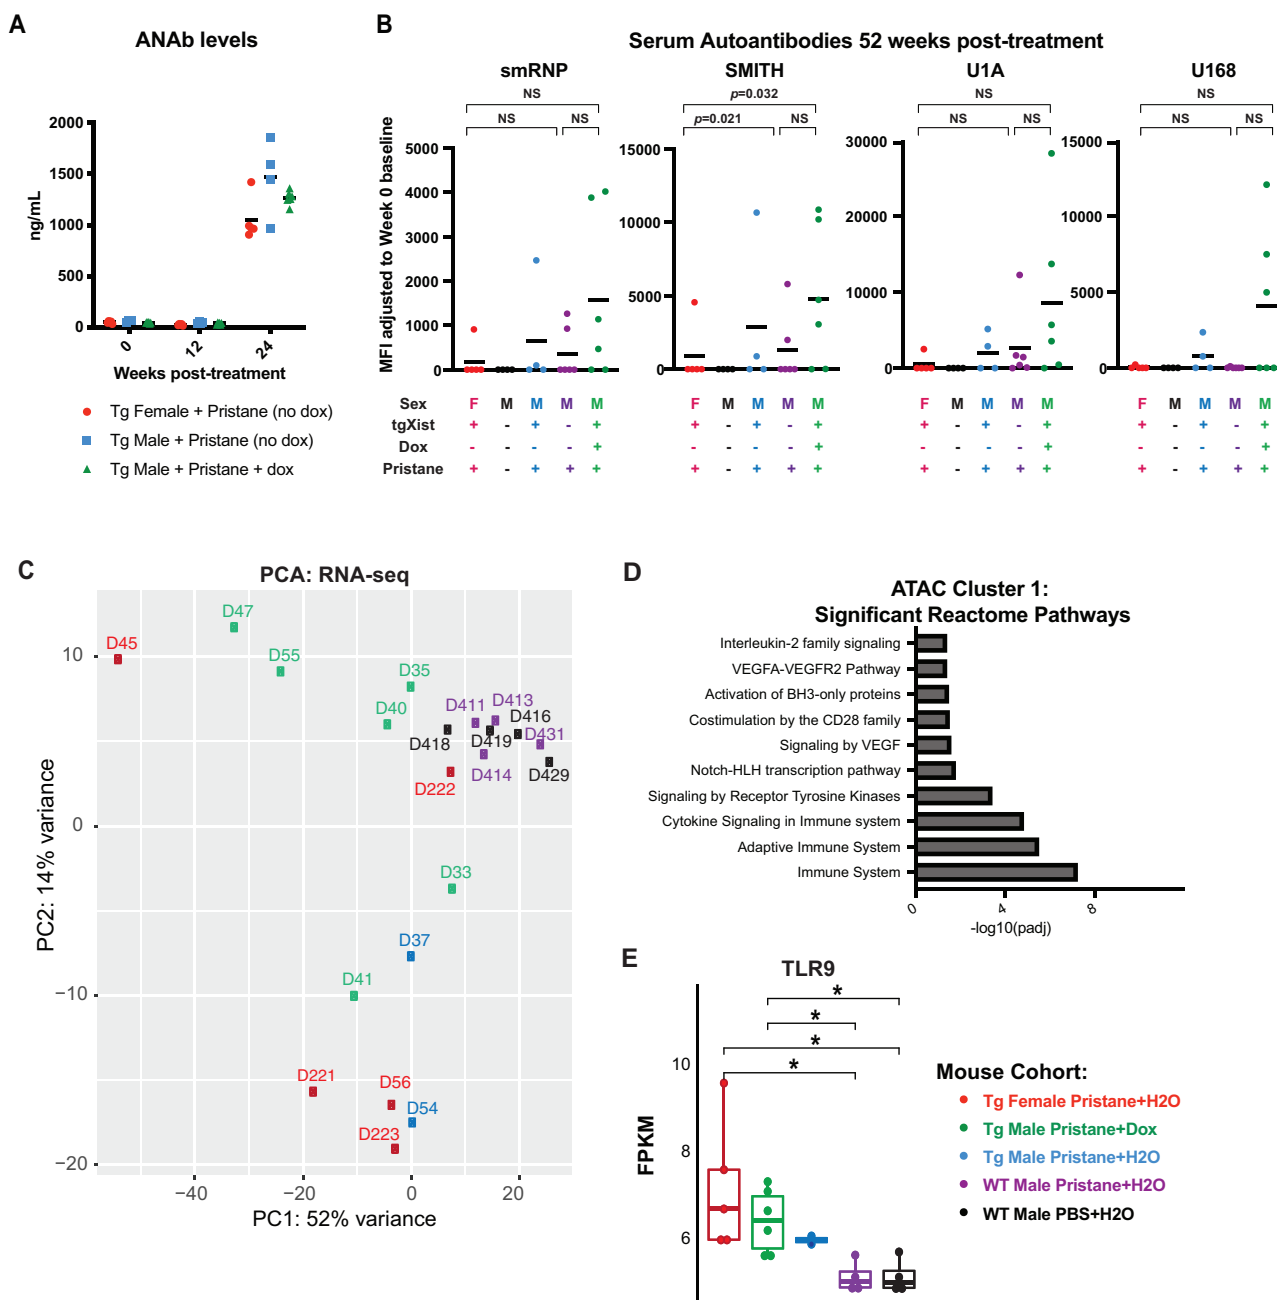 A
ANAb levels
2000
1500
1000
500
0
ng/mL
0 12 24
Weeks post-treatment
Tg Female + Pristane (no dox)
Tg Male + Pristane (no dox)
Tg Male + Pristane + dox
B
Serum Autoantibodies 52 weeks post-treatment
MFI adjusted to Week 0 baseline
smRNP
NS
NS NS
5000
4000
3000
2000
1000
0
SMITH
p=0.032
p=0.021 NS
15000
10000
5000
0
U1A
NS
NS NS
30000
20000
10000
0
U168
NS
NS NS
15000
10000
5000
0
Sex F M M M M F M M M M F M M M M F M M M M
tgXist + - + - + + - + - + + - + - + + - + - +
Dox - - - - + - - - - + - - - - + - - - - +
Pristane + - + + + + - + + + + - + + + + - + + +
C
PCA: RNA-seq
PC2: 14% variance
10
0
−10
−20
D47
D45
D55
D35
D40
D411
D413
D416
D418
D419
D431
D414
D429
D222
D33
D37
D41
D221
D56
D54
D223
−40 −20 0 20
PC1: 52% variance
D
ATAC Cluster 1:
Significant Reactome Pathways
Interleukin-2 family signaling
VEGFA-VEGFR2 Pathway
Activation of BH3-only proteins
Costimulation by the CD28 family
Signaling by VEGF
Notch-HLH transcription pathway
Signaling by Receptor Tyrosine Kinases
Cytokine Signaling in Immune system
Adaptive Immune System
Immune System
0 4 8
-log10(padj)
E
TLR9
*
*
*
*
10
8
6
FPKM
Mouse Cohort:
Tg Female Pristane+H2O
Tg Male Pristane+Dox
Tg Male Pristane+H2O
WT Male Pristane+H2O
WT Male PBS+H2O